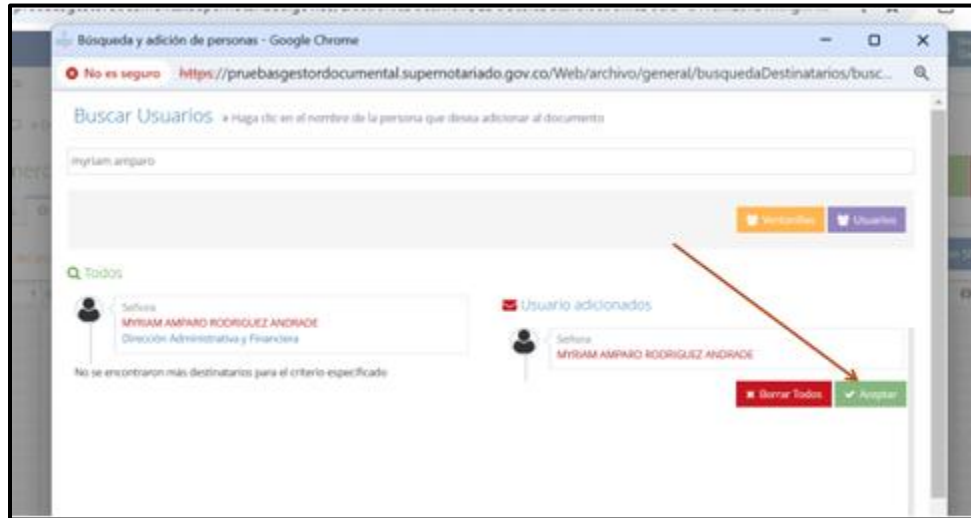 Búsqueda y adición de personas - Google Chrome
No es seguro https://pruebasgestordocumental.supernotariado.gov.co/Web/archivo/general/busquedaDestinatarios/busc...
Buscar Usuarios » Haga clic en el nombre de la persona que desea adicionar al documento
myriam amparo
Ventanillas Usuarios
Todos
Señora
MYRIAM AMPARO RODRIGUEZ ANDRADE
Dirección Administrativa y Financiera
No se encontraron más destinatarios para el criterio especificado
Usuario adicionados
Señora
MYRIAM AMPARO RODRIGUEZ ANDRADE
Borrar Todos Aceptar